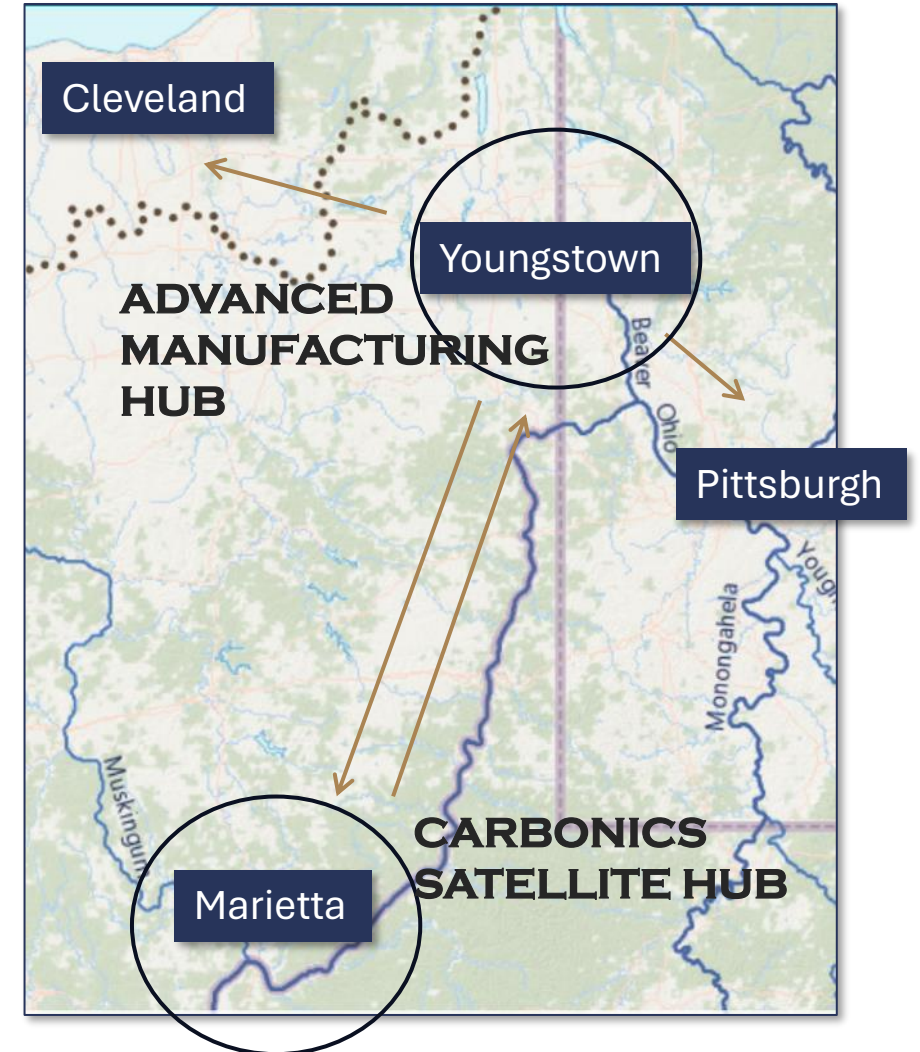 Cleveland
Youngstown
ADVANCED
MANUFACTURING
HUB
Beaver
Ohio
Pittsburgh
Monongahela
Muskingum
CARBONICS
SATELLITE HUB
Marietta